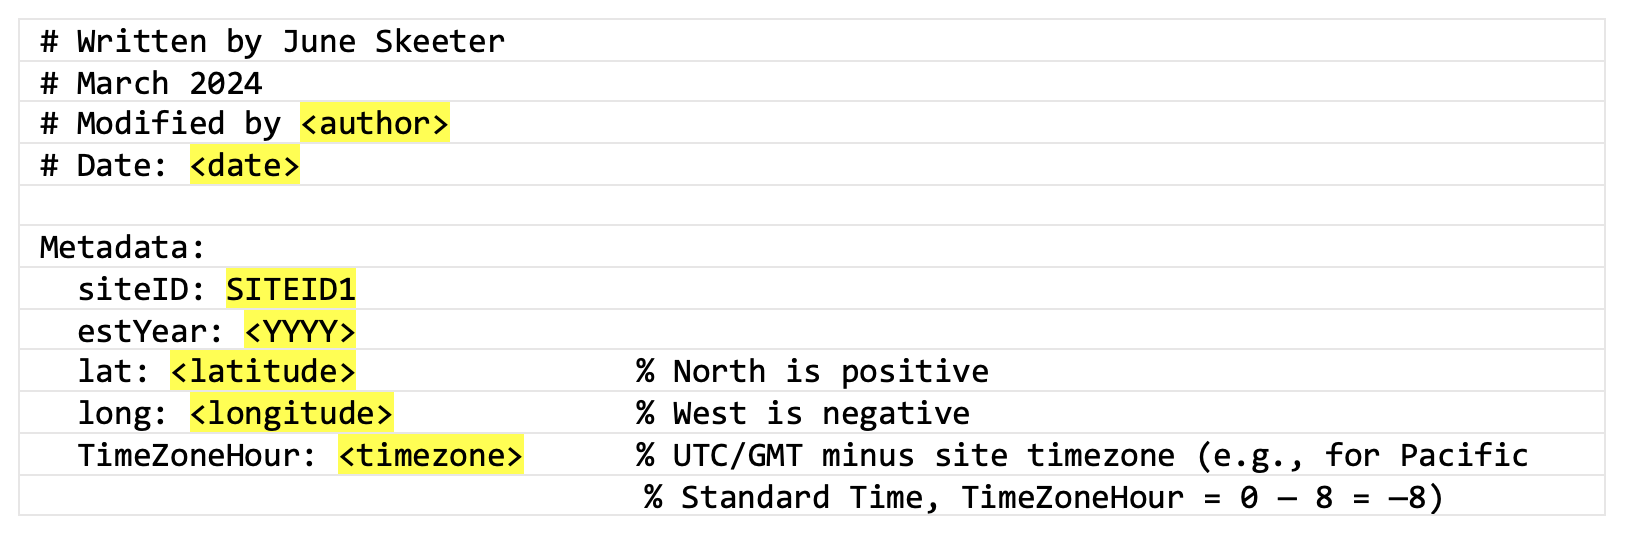 # Written by June Skeeter
# March 2024
# Modified by <author>
# Date: <date>
Metadata:
siteID: SITEID1
estYear: <YYYY>
lat: <latitude> % North is positive
long: <longitude> % West is negative
TimeZoneHour: <timezone> % UTC/GMT minus site timezone (e.g., for Pacific
% Standard Time, TimeZoneHour = 0 – 8 = –8)